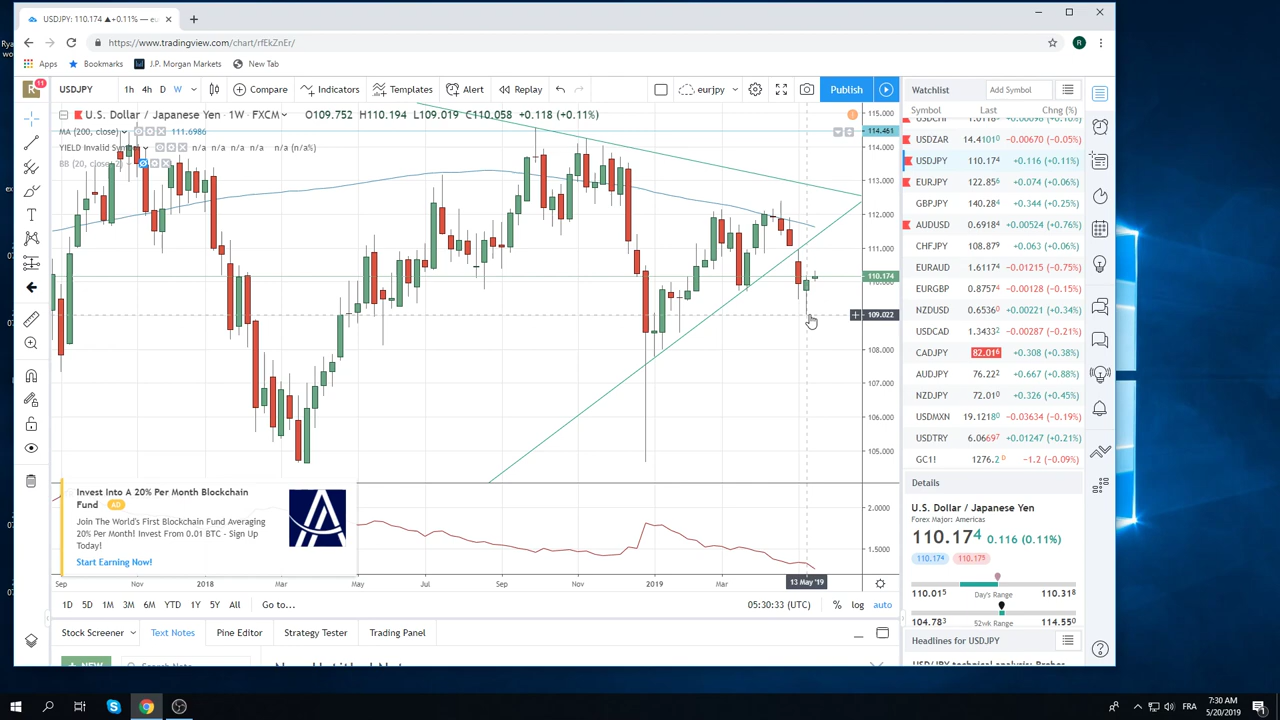 USDJPY: 110.174 ▲+0.11% — eu
https://www.tradingview.com/chart/rfEkZnEr/
R
Apps Bookmarks J.P. Morgan Markets New Tab
R 11
USDJPY 1h 4h D W Compare Indicators Templates Alert Replay eurjpy Publish
U.S. Dollar / Japanese Yen 1W FXCM O109.752 H110.194 L109.019 C110.058 +0.118 (+0.11%)
MA (200, close) 111.6986
YIELD Invalid Sym n/a n/a n/a n/a n/a (n/a%)
BB (20, close, 2)
115.000
114.461
114.000
113.000
112.000
111.000
110.174
110.000
109.022
108.000
107.000
106.000
105.000
2.0000
1.5000
Invest Into A 20% Per Month Blockchain
Fund AD
Join The World's First Blockchain Fund Averaging
20% Per Month! Invest From 0.01 BTC - Sign Up
Today!
Start Earning Now!
Sep Nov 2018 Mar May Jul Sep Nov 2019 Mar 13 May '19
1D 5D 1M 3M 6M YTD 1Y 5Y All Go to... 05:30:33 (UTC) % log auto
Stock Screener Text Notes Pine Editor Strategy Tester Trading Panel
Watchlist Add Symbol
Symbol Last Chng (%)
USDZAR 14.4101 0 −0.00060 (−0.00%)
USDJPY 110.174 +0.116 (+0.11%)
EURJPY 122.856 +0.074 (+0.06%)
GBPJPY 140.284 +0.344 (+0.25%)
AUDUSD 0.69184 +0.00524 (+0.76%)
CHFJPY 108.879 +0.063 (+0.06%)
EURAUD 1.61174 −0.01215 (−0.75%)
EURGBP 0.87574 −0.00128 (−0.15%)
NZDUSD 0.65360 +0.00221 (+0.34%)
USDCAD 1.34332 −0.00287 (−0.21%)
CADJPY 82.016 +0.308 (+0.38%)
AUDJPY 76.222 +0.667 (+0.88%)
NZDJPY 72.010 +0.326 (+0.45%)
USDMXN 19.12180 −0.03634 (−0.19%)
USDTRY 6.06697 +0.01247 (+0.21%)
GC1! 1276.2 D −1.2 (−0.09%)
Details
U.S. Dollar / Japanese Yen
Forex Major: Americas
110.174 0.116 (0.11%)
110.174 110.175
110.015 Day's Range 110.318
104.783 52wk Range 114.550
Headlines for USDJPY
7:30 AM
FRA
5/20/2019
1